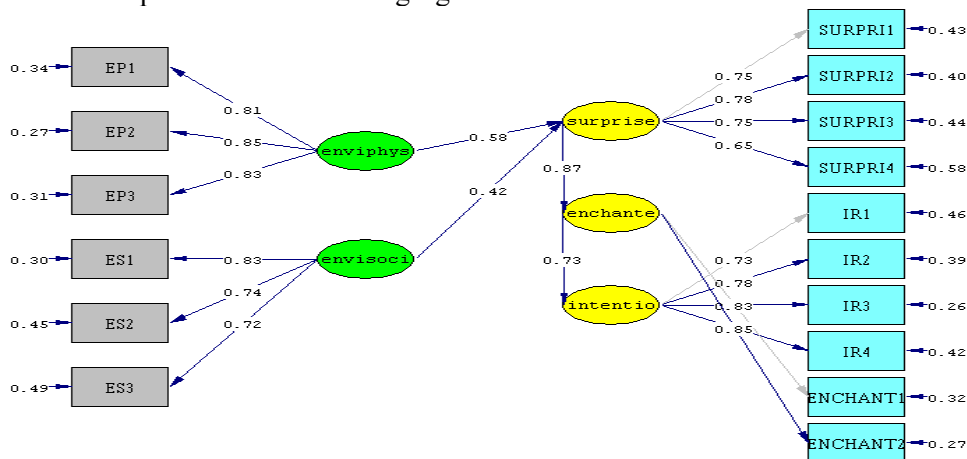 0.34 EP1
0.27 EP2
0.31 EP3
0.30 ES1
0.45 ES2
0.49 ES3
0.81
0.85
0.83
0.83
0.74
0.72
enviphys
envisoci
0.58
0.42
surprise
0.87
enchante
0.73
intentio
0.75
0.78
0.75
0.65
0.73
0.78
0.83
0.85
SURPRI1 0.43
SURPRI2 0.40
SURPRI3 0.44
SURPRI4 0.58
IR1 0.46
IR2 0.39
IR3 0.26
IR4 0.42
ENCHANT1 0.32
ENCHANT2 0.27